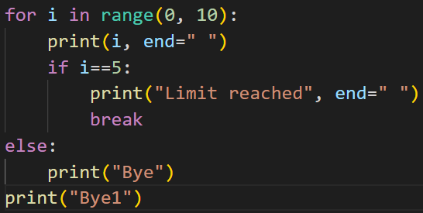 for i in range(0, 10):
    print(i, end=" ")
    if i==5:
        print("Limit reached", end=" ")
        break
else:
    print("Bye")
print("Bye1")